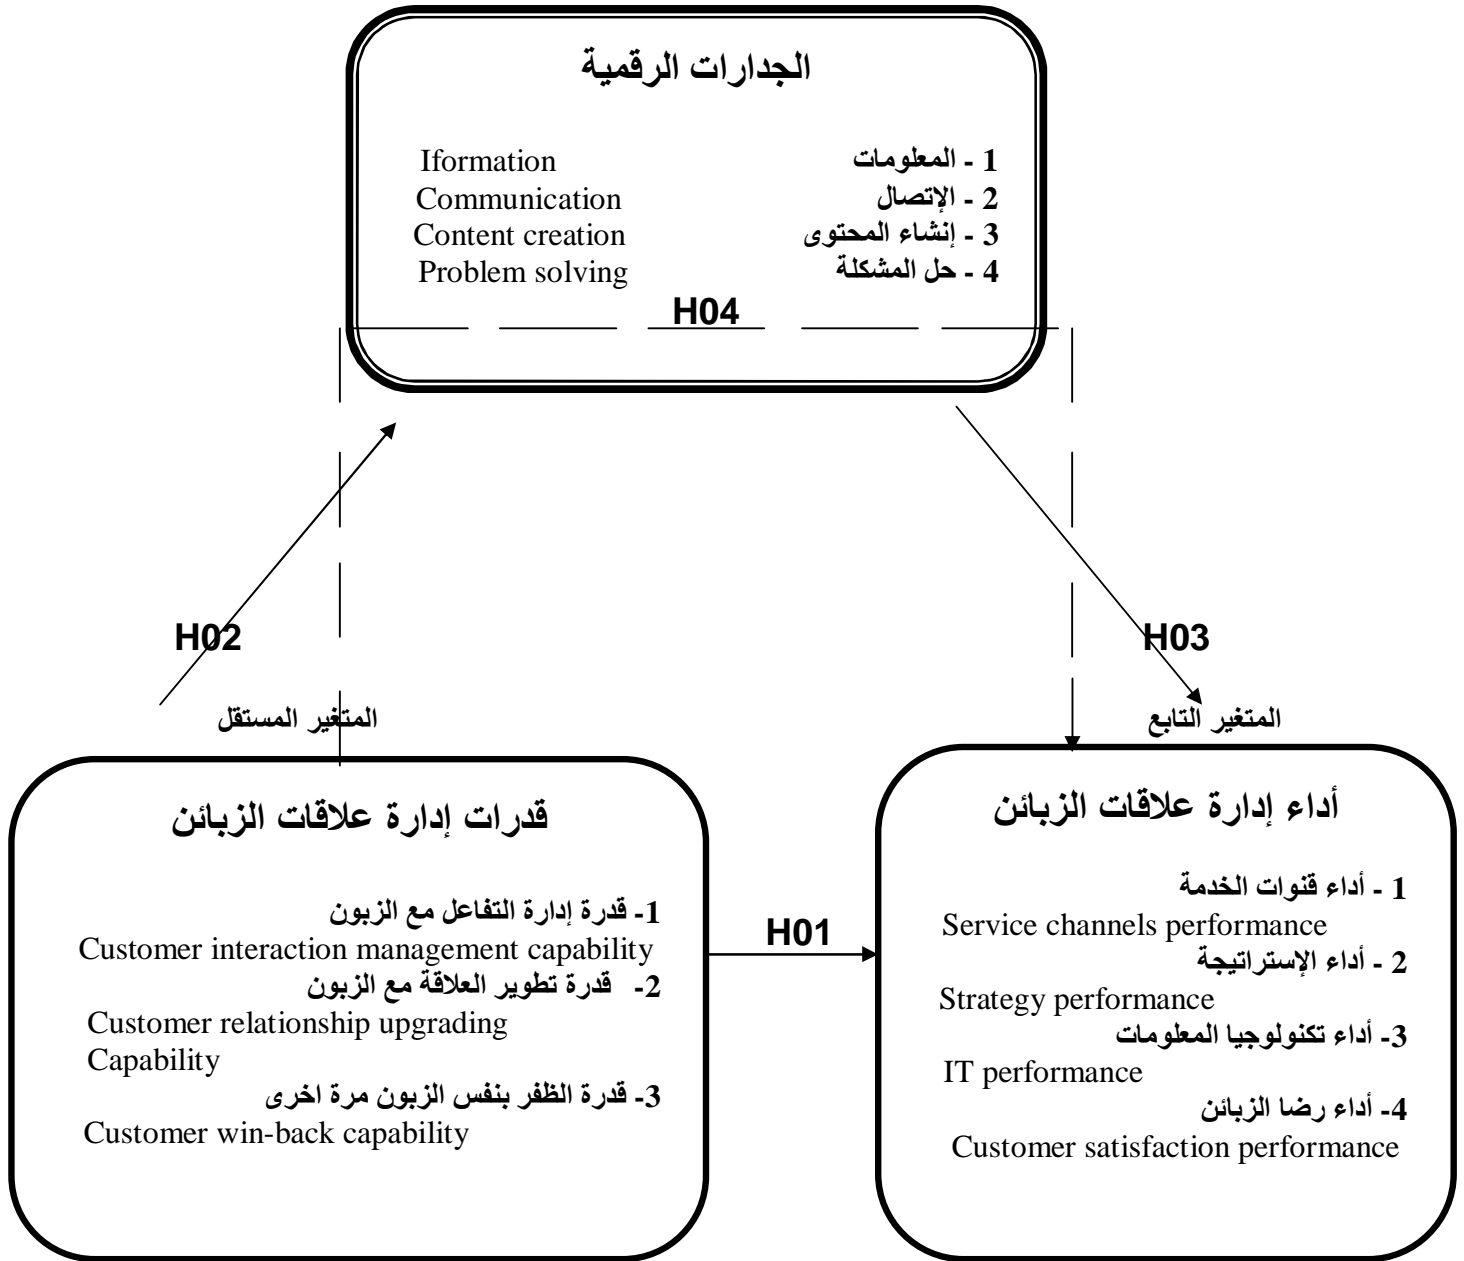 الجدارات الرقمية
1 - المعلومات Iformation
2 - الإتصال Communication
3 - إنشاء المحتوى Content creation
4 - حل المشكلة Problem solving
H04
H02
H03
المتغير المستقل
المتغير التابع
قدرات إدارة علاقات الزبائن
1- قدرة إدارة التفاعل مع الزبون
Customer interaction management capability
2- قدرة تطوير العلاقة مع الزبون
Customer relationship upgrading
Capability
3- قدرة الظفر بنفس الزبون مرة اخرى
Customer win-back capability
H01
أداء إدارة علاقات الزبائن
1 - أداء قنوات الخدمة
Service channels performance
2 - أداء الإستراتيجة
Strategy performance
3- أداء تكنولوجيا المعلومات
IT performance
4- أداء رضا الزبائن
Customer satisfaction performance